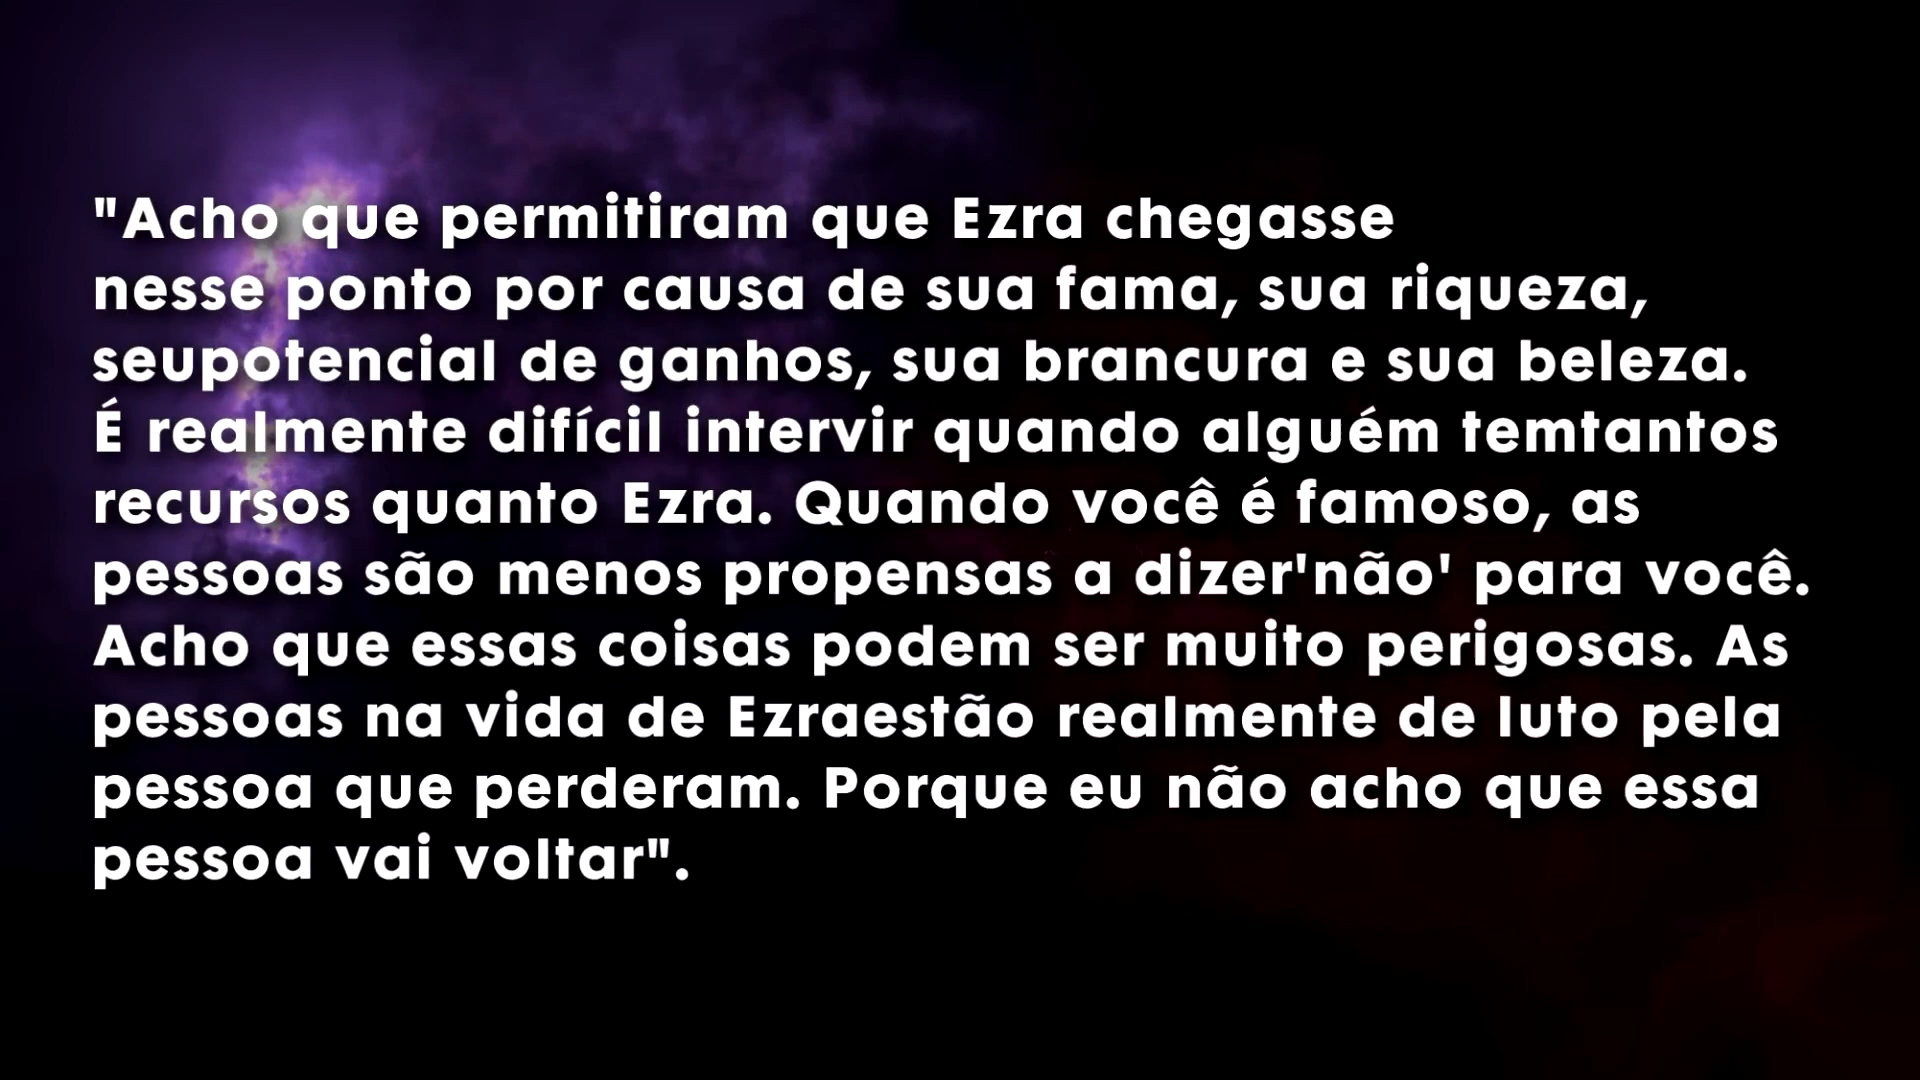 "Acho que permitiram que Ezra chegasse
nesse ponto por causa de sua fama, sua riqueza,
seupotencial de ganhos, sua brancura e sua beleza.
É realmente difícil intervir quando alguém temtantos
recursos quanto Ezra. Quando você é famoso, as
pessoas são menos propensas a dizer'não' para você.
Acho que essas coisas podem ser muito perigosas. As
pessoas na vida de Ezraestão realmente de luto pela
pessoa que perderam. Porque eu não acho que essa
pessoa vai voltar".